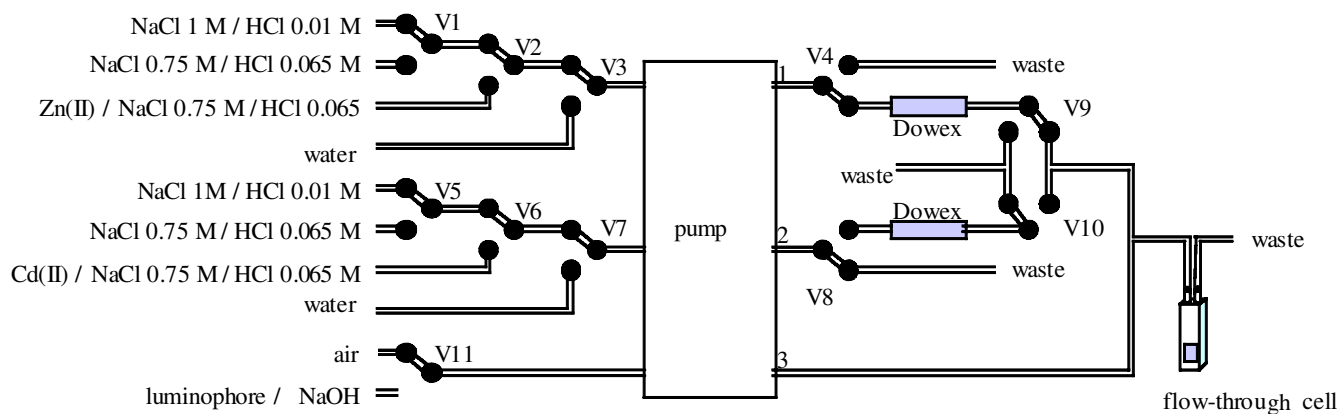 NaCl 1 M / HCl 0.01 M
V1
NaCl 0.75 M / HCl 0.065 M
V2
V3
Zn(II) / NaCl 0.75 M / HCl 0.065
water
NaCl 1M / HCl 0.01 M
V5
NaCl 0.75 M / HCl 0.065 M
V6
V7
Cd(II) / NaCl 0.75 M / HCl 0.065 M
water
air
V11
luminophore / NaOH
pump
1
2
3
V4
waste
Dowex
V9
waste
Dowex
V10
waste
V8
waste
flow-through cell